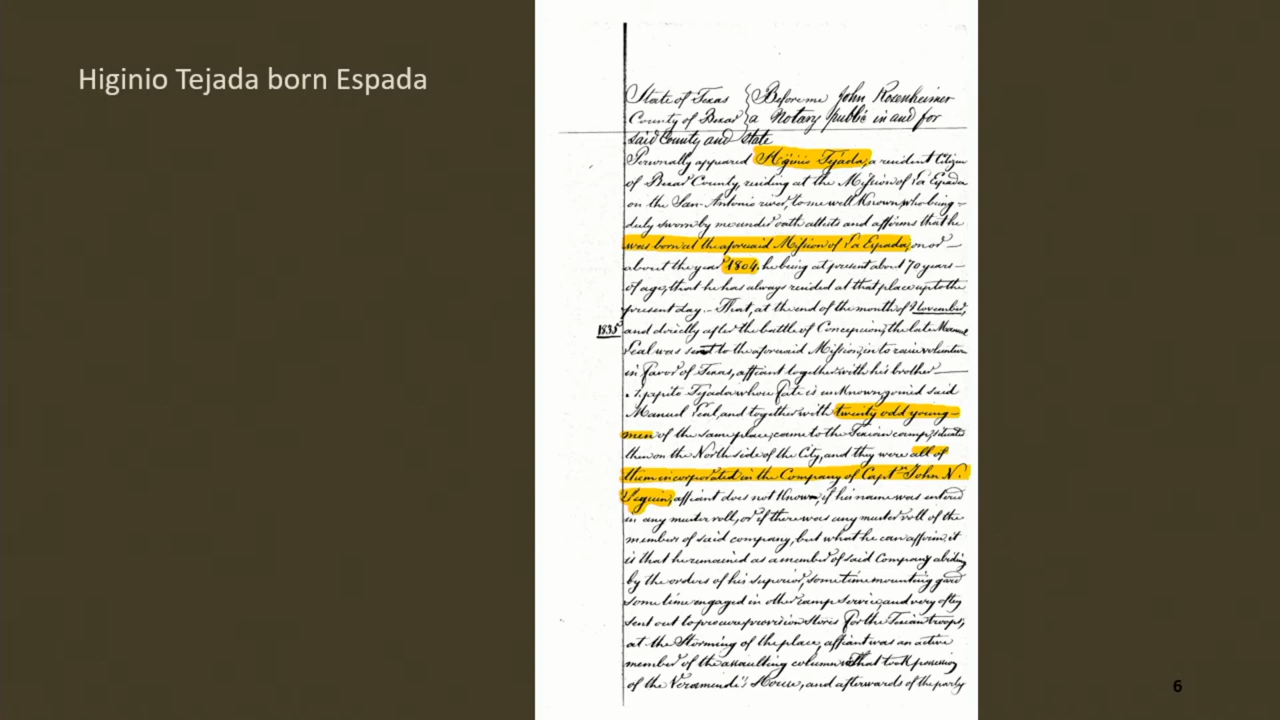 Higinio Tejada born Espada
State of Texas } Before me John Rosenheimer
County of Bexar } a Notary public in and for
said County and State
Personally appeared Higinio Tejada, a resident Citizen
of Bexar County, residing at the Mission of La Espada
on the San-Antonio river, to me well Known, who being -
duly sworn by me under oath attests and affirms that he
was born at the aforesaid Mission of La Espada, on or -
about the year 1804, he being at present about 70 years -
of age, that he has always resided at that place up to the
present day. - That, at the end of the month of November,
1835
and directly after the battle of Concepcion, the late Manuel
Leal was sent to the aforesaid Mission, in to raise volunteers
in favor of Texas, affiant together with his brother
Tejada whose fate is unknown, joined said
Manuel Leal, and together with twenty odd young -
men of the same place, came to the Texian camp, situated
then on the North side of the City, and they were all of
them incorporated in the Company of Captn John N.
Seguin, affiant does not Know, if his name was entered
in any muster roll, or if there was any muster roll of the
members of said company, but what he can affirm, it
is that he remained as a member of said Company abiding
by the orders of his superior, some time mounting gard
some time engaged in other camp service, and very often
sent out to procure provision stores for the Texian troops,
at the Storming of the place, affiant was an active
member of the assaulting column that took possession
of the Veramendi's House, and afterwards of the party
6